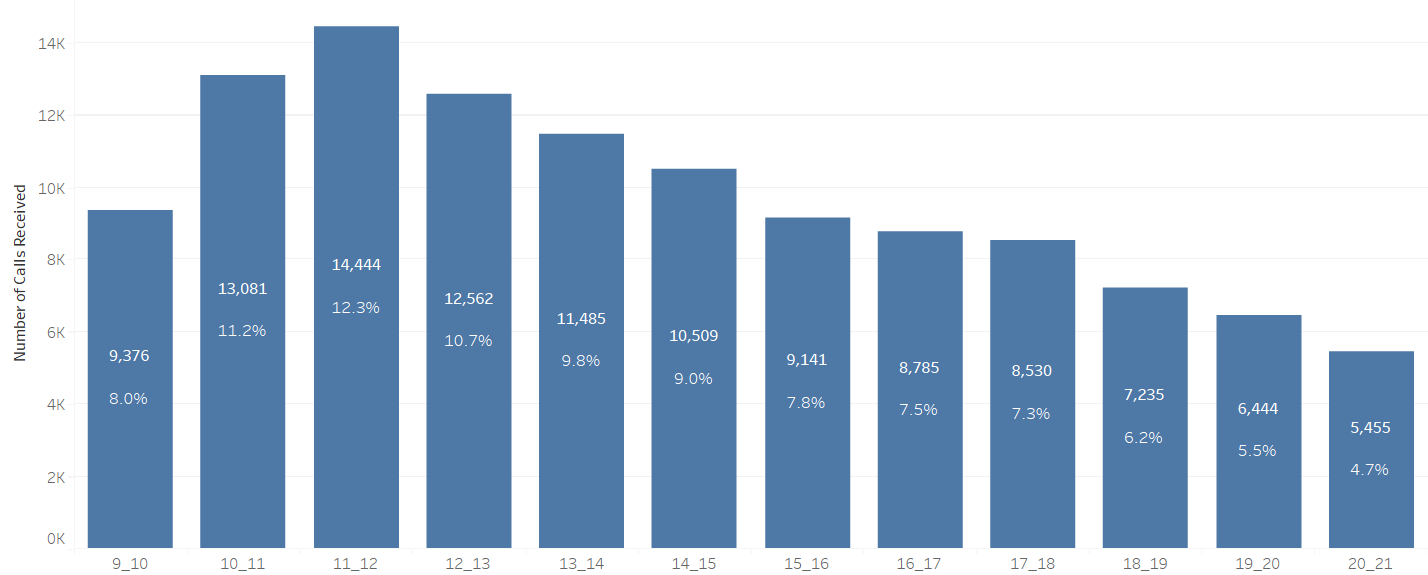 Number of Calls Received
14K
12K
10K
8K
6K
4K
2K
0K
9,376
8.0%
13,081
11.2%
14,444
12.3%
12,562
10.7%
11,485
9.8%
10,509
9.0%
9,141
7.8%
8,785
7.5%
8,530
7.3%
7,235
6.2%
6,444
5.5%
5,455
4.7%
9_10 10_11 11_12 12_13 13_14 14_15 15_16 16_17 17_18 18_19 19_20 20_21